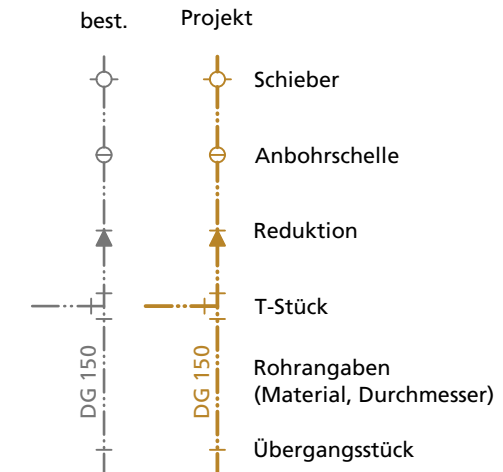 best. Projekt
Schieber
Anbohrschelle
Reduktion
T-Stück
DG 150 DG 150
Rohrangaben
(Material, Durchmesser)
Übergangsstück